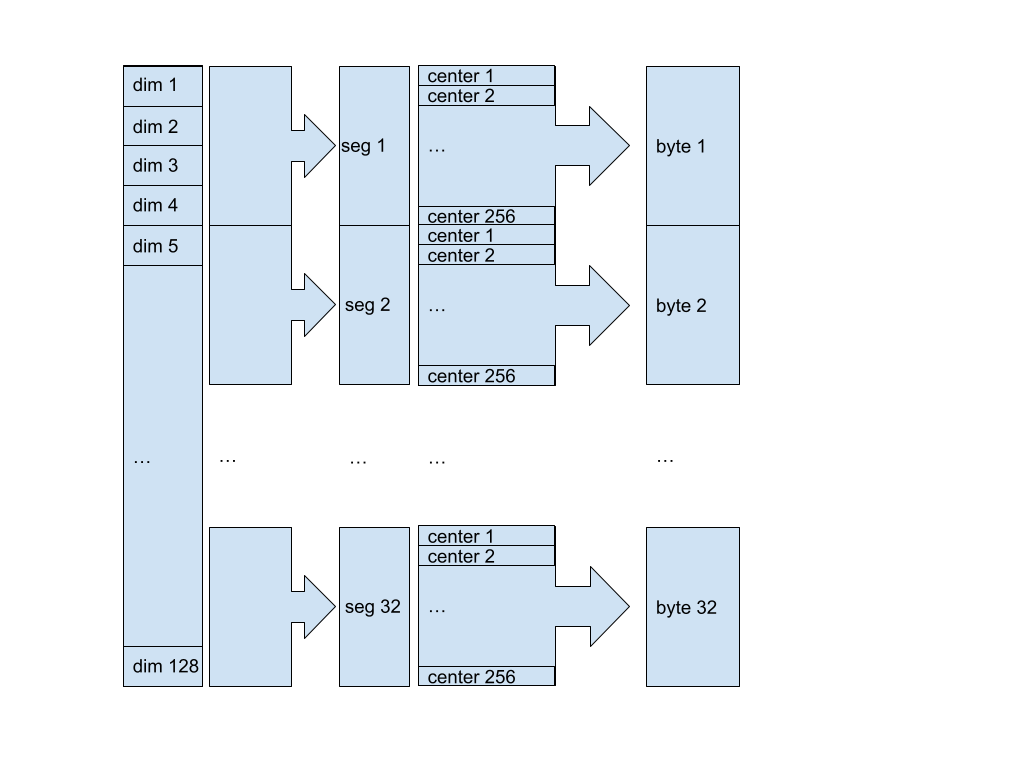 dim 1
dim 2
dim 3
dim 4
dim 5
…
dim 128
…
seg 1
seg 2
…
seg 32
center 1
center 2
…
center 256
center 1
center 2
…
center 256
…
center 1
center 2
…
center 256
byte 1
byte 2
…
byte 32